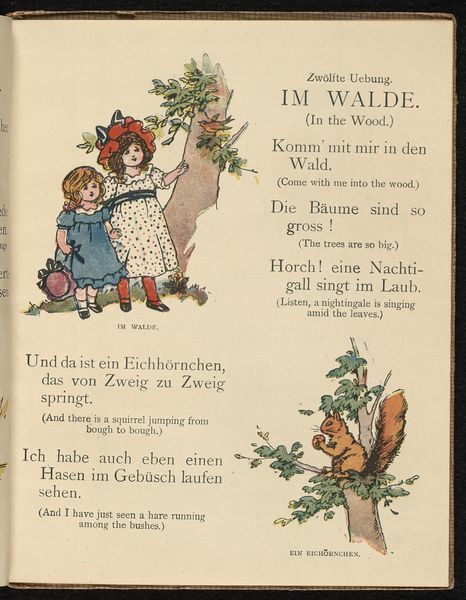 Zwölfte Uebung.
IM WALDE.
(In the Wood.)
Komm' mit mir in den
Wald.
(Come with me into the wood.)
Die Bäume sind so
gross !
(The trees are so big.)
Horch! eine Nachti-
gall singt im Laub.
(Listen, a nightingale is singing
amid the leaves.)
IM WALDE.
Und da ist ein Eichhörnchen,
das von Zweig zu Zweig
springt.
(And there is a squirrel jumping from
bough to bough.)
Ich habe auch eben einen
Hasen im Gebüsch laufen
sehen.
(And I have just seen a hare running
among the bushes.)
EIN EICHÖRNCHEN.